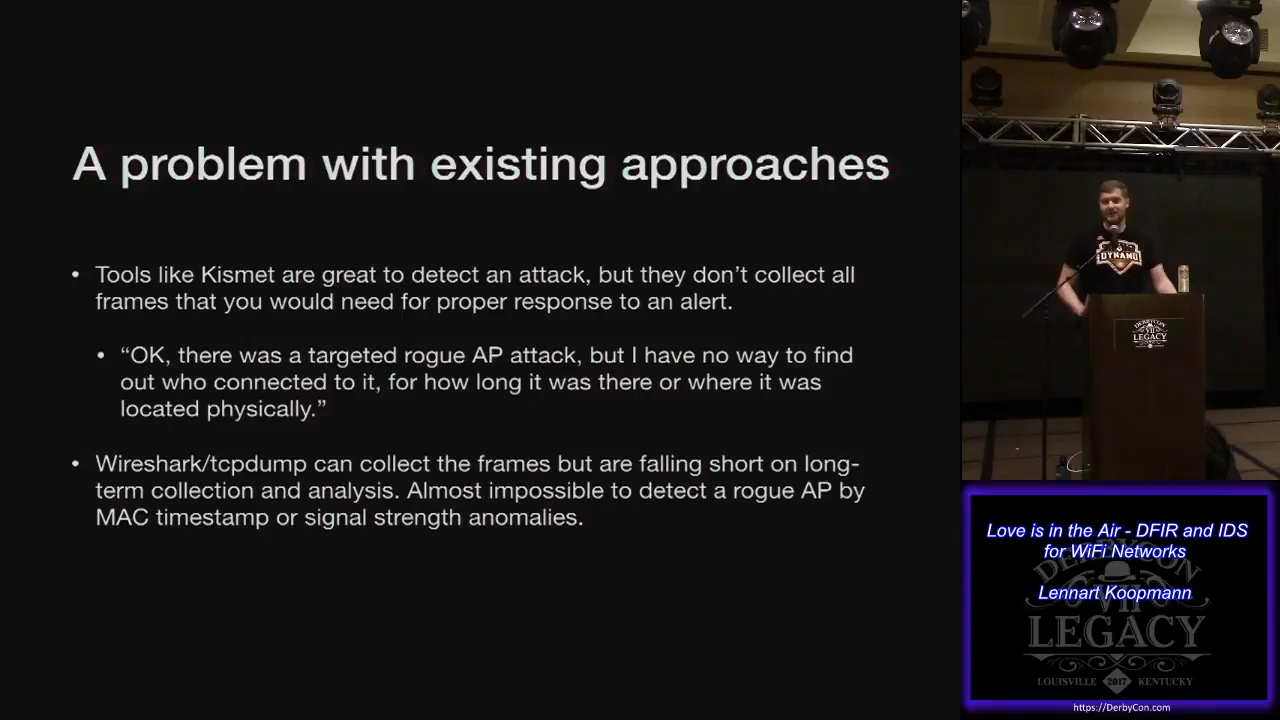 A problem with existing approaches
• Tools like Kismet are great to detect an attack, but they don’t collect all
frames that you would need for proper response to an alert.
• “OK, there was a targeted rogue AP attack, but I have no way to find
out who connected to it, for how long it was there or where it was
located physically.”
• Wireshark/tcpdump can collect the frames but are falling short on long-
term collection and analysis. Almost impossible to detect a rogue AP by
MAC timestamp or signal strength anomalies.
DYNAMO
DERBYCON
VII
LEGACY
Love is in the Air - DFIR and IDS
for WiFi Networks
Lennart Koopmann
DERBYCON
VII
LEGACY
LOUISVILLE 2017 KENTUCKY
https://DerbyCon.com